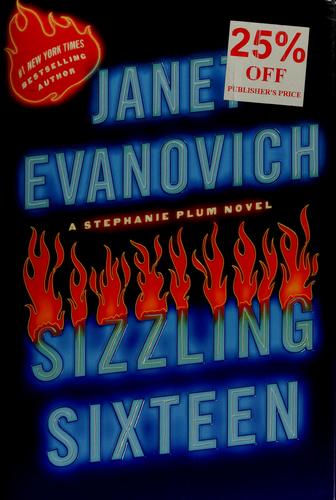 #1 NEW YORK TIMES
BESTSELLING
AUTHOR
25%
OFF
PUBLISHER'S PRICE
JANET
EVANOVICH
A STEPHANIE PLUM NOVEL
SIZZLING
SIXTEEN